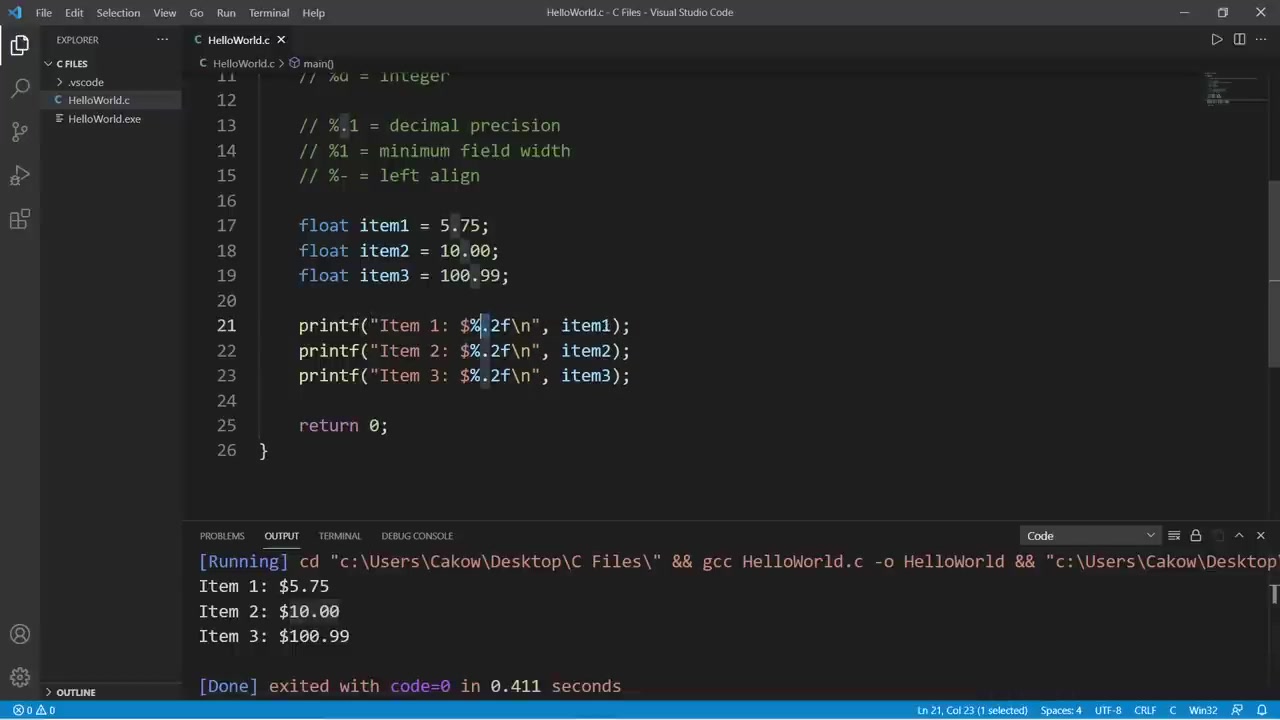 File Edit Selection View Go Run Terminal Help
HelloWorld.c - C Files - Visual Studio Code
EXPLORER
C FILES
.vscode
HelloWorld.c
HelloWorld.exe
OUTLINE
HelloWorld.c
HelloWorld.c > main()
11 // %d = integer
12
13 // %.1 = decimal precision
14 // %1 = minimum field width
15 // %- = left align
16
17 float item1 = 5.75;
18 float item2 = 10.00;
19 float item3 = 100.99;
20
21 printf("Item 1: $%.2f\n", item1);
22 printf("Item 2: $%.2f\n", item2);
23 printf("Item 3: $%.2f\n", item3);
24
25 return 0;
26 }
PROBLEMS OUTPUT TERMINAL DEBUG CONSOLE
Code
[Running] cd "c:\Users\Cakow\Desktop\C Files\" && gcc HelloWorld.c -o HelloWorld && "c:\Users\Cakow\Desktop\
Item 1: $5.75
Item 2: $10.00
Item 3: $100.99
[Done] exited with code=0 in 0.411 seconds
0 0
Ln 21, Col 23 (1 selected) Spaces: 4 UTF-8 CRLF C Win32